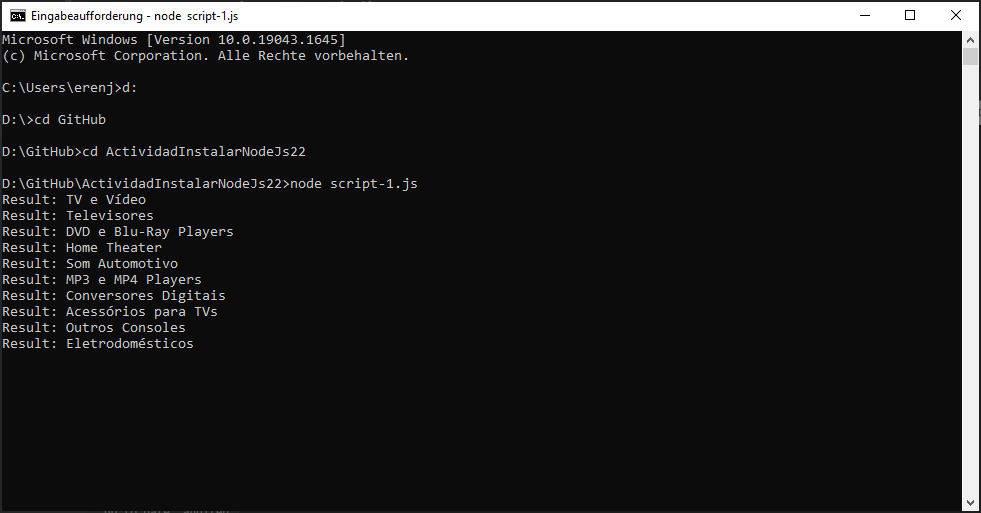 Eingabeaufforderung - node script-1.js
Microsoft Windows [Version 10.0.19043.1645]
(c) Microsoft Corporation. Alle Rechte vorbehalten.
C:\Users\erenj>d:
D:\>cd GitHub
D:\GitHub>cd ActividadInstalarNodeJs22
D:\GitHub\ActividadInstalarNodeJs22>node script-1.js
Result: TV e Vídeo
Result: Televisores
Result: DVD e Blu-Ray Players
Result: Home Theater
Result: Som Automotivo
Result: MP3 e MP4 Players
Result: Conversores Digitais
Result: Acessórios para TVs
Result: Outros Consoles
Result: Eletrodomésticos